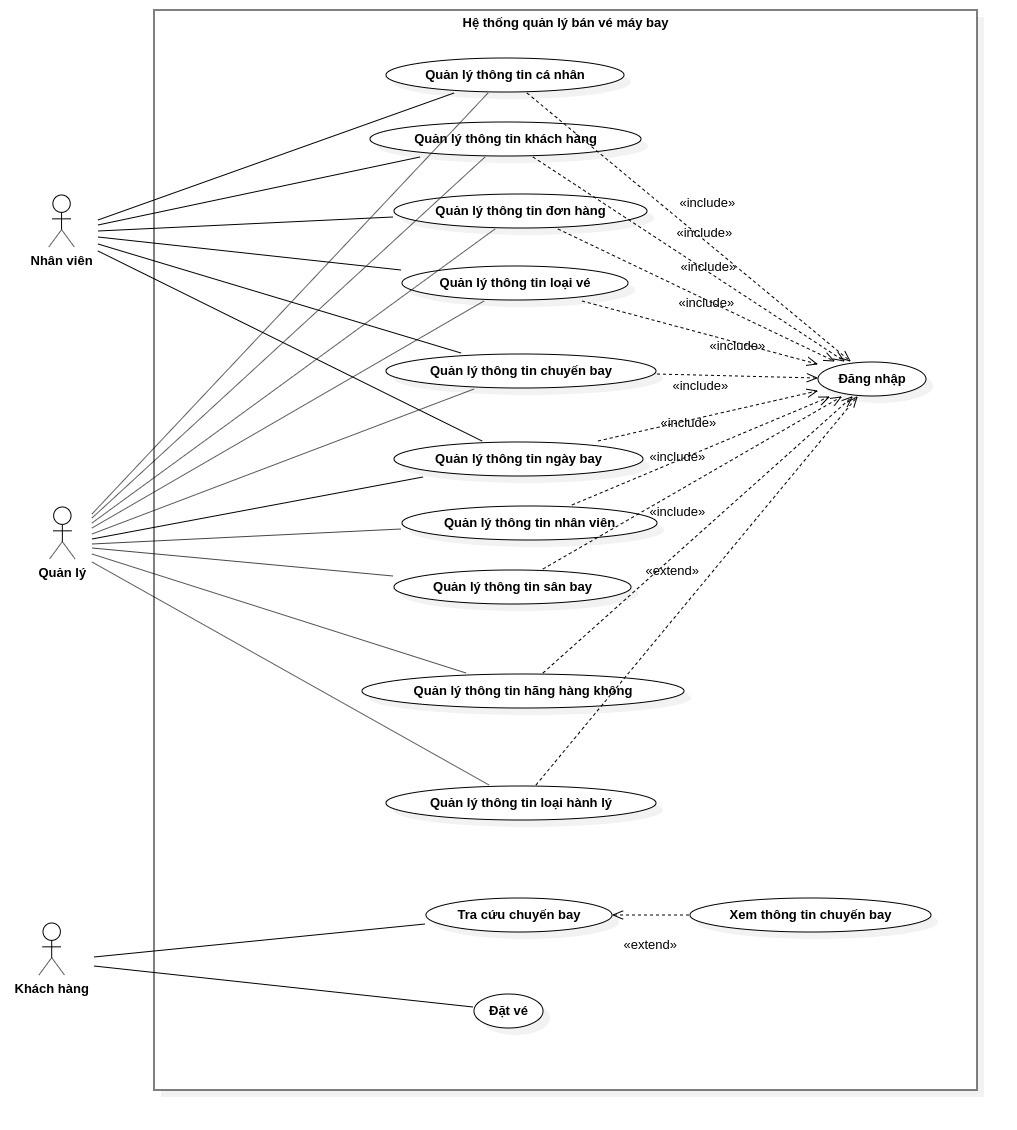 Hệ thống quản lý bán vé máy bay
Quản lý thông tin cá nhân
Quản lý thông tin khách hàng
«include»
Quản lý thông tin đơn hàng
«include»
Nhân viên
«include»
Quản lý thông tin loại vé
«include»
«include»
Quản lý thông tin chuyến bay
Đăng nhập
«include»
«include»
Quản lý thông tin ngày bay
«include»
«include»
Quản lý thông tin nhân viên
Quản lý
«extend»
Quản lý thông tin sân bay
Quản lý thông tin hãng hàng không
Quản lý thông tin loại hành lý
Tra cứu chuyến bay
Xem thông tin chuyến bay
«extend»
Khách hàng
Đặt vé